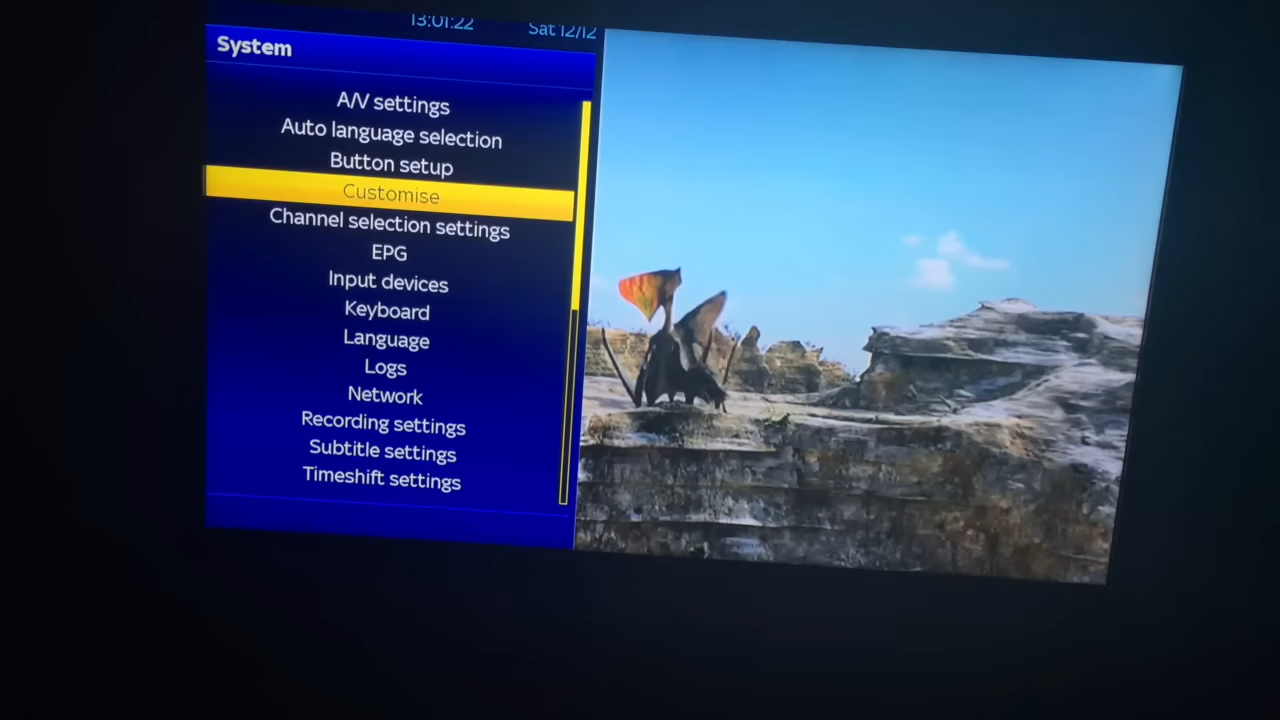 13:01:22 Sat 12/12
System
A/V settings
Auto language selection
Button setup
Customise
Channel selection settings
EPG
Input devices
Keyboard
Language
Logs
Network
Recording settings
Subtitle settings
Timeshift settings